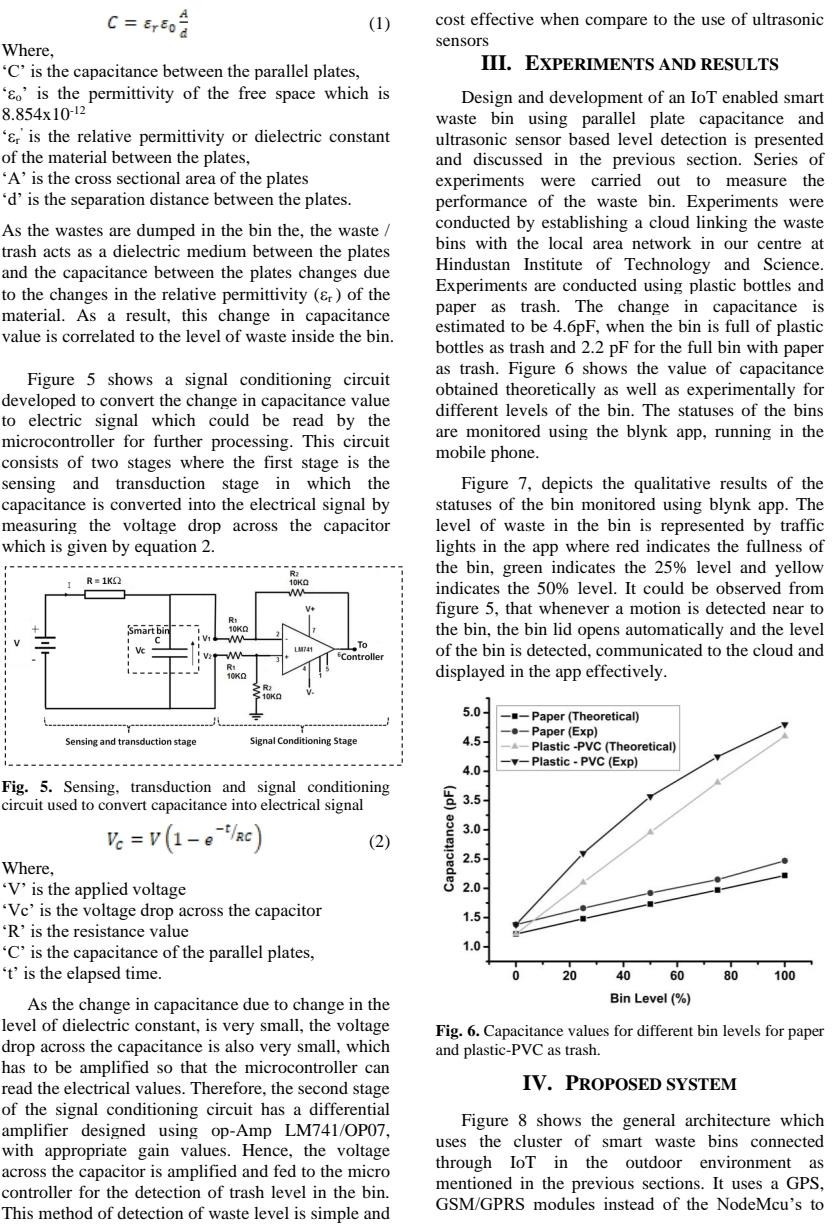 C = εᵣε₀ A/d (1)
Where,
‘C’ is the capacitance between the parallel plates,
‘εₒ’ is the permittivity of the free space which is
8.854x10⁻¹²
‘εᵣ’ is the relative permittivity or dielectric constant
of the material between the plates,
‘A’ is the cross sectional area of the plates
‘d’ is the separation distance between the plates.
As the wastes are dumped in the bin the, the waste /
trash acts as a dielectric medium between the plates
and the capacitance between the plates changes due
to the changes in the relative permittivity (εᵣ) of the
material. As a result, this change in capacitance
value is correlated to the level of waste inside the bin.
Figure 5 shows a signal conditioning circuit
developed to convert the change in capacitance value
to electric signal which could be read by the
microcontroller for further processing. This circuit
consists of two stages where the first stage is the
sensing and transduction stage in which the
capacitance is converted into the electrical signal by
measuring the voltage drop across the capacitor
which is given by equation 2.
R = 1KΩ
I
V
+
-
Smart bin
C
Vc
V₁
V₂
R₁
10KΩ
R₁
10KΩ
R₂
10KΩ
R₂
10KΩ
V+
7
2
3
-
+
LM741
4
1
5
6
V-
To
Controller
Sensing and transduction stage
Signal Conditioning Stage
Fig. 5. Sensing, transduction and signal conditioning
circuit used to convert capacitance into electrical signal
V_C = V(1 − e^(−t/RC)) (2)
Where,
‘V’ is the applied voltage
‘Vc’ is the voltage drop across the capacitor
‘R’ is the resistance value
‘C’ is the capacitance of the parallel plates,
‘t’ is the elapsed time.
As the change in capacitance due to change in the
level of dielectric constant, is very small, the voltage
drop across the capacitance is also very small, which
has to be amplified so that the microcontroller can
read the electrical values. Therefore, the second stage
of the signal conditioning circuit has a differential
amplifier designed using op-Amp LM741/OP07,
with appropriate gain values. Hence, the voltage
across the capacitor is amplified and fed to the micro
controller for the detection of trash level in the bin.
This method of detection of waste level is simple and
cost effective when compare to the use of ultrasonic
sensors
III. EXPERIMENTS AND RESULTS
Design and development of an IoT enabled smart
waste bin using parallel plate capacitance and
ultrasonic sensor based level detection is presented
and discussed in the previous section. Series of
experiments were carried out to measure the
performance of the waste bin. Experiments were
conducted by establishing a cloud linking the waste
bins with the local area network in our centre at
Hindustan Institute of Technology and Science.
Experiments are conducted using plastic bottles and
paper as trash. The change in capacitance is
estimated to be 4.6pF, when the bin is full of plastic
bottles as trash and 2.2 pF for the full bin with paper
as trash. Figure 6 shows the value of capacitance
obtained theoretically as well as experimentally for
different levels of the bin. The statuses of the bins
are monitored using the blynk app, running in the
mobile phone.
Figure 7, depicts the qualitative results of the
statuses of the bin monitored using blynk app. The
level of waste in the bin is represented by traffic
lights in the app where red indicates the fullness of
the bin, green indicates the 25% level and yellow
indicates the 50% level. It could be observed from
figure 5, that whenever a motion is detected near to
the bin, the bin lid opens automatically and the level
of the bin is detected, communicated to the cloud and
displayed in the app effectively.
Paper (Theoretical)
Paper (Exp)
Plastic -PVC (Theoretical)
Plastic - PVC (Exp)
Capacitance (pF)
5.0
4.5
4.0
3.5
3.0
2.5
2.0
1.5
1.0
0 20 40 60 80 100
Bin Level (%)
Fig. 6. Capacitance values for different bin levels for paper
and plastic-PVC as trash.
IV. PROPOSED SYSTEM
Figure 8 shows the general architecture which
uses the cluster of smart waste bins connected
through IoT in the outdoor environment as
mentioned in the previous sections. It uses a GPS,
GSM/GPRS modules instead of the NodeMcu’s to